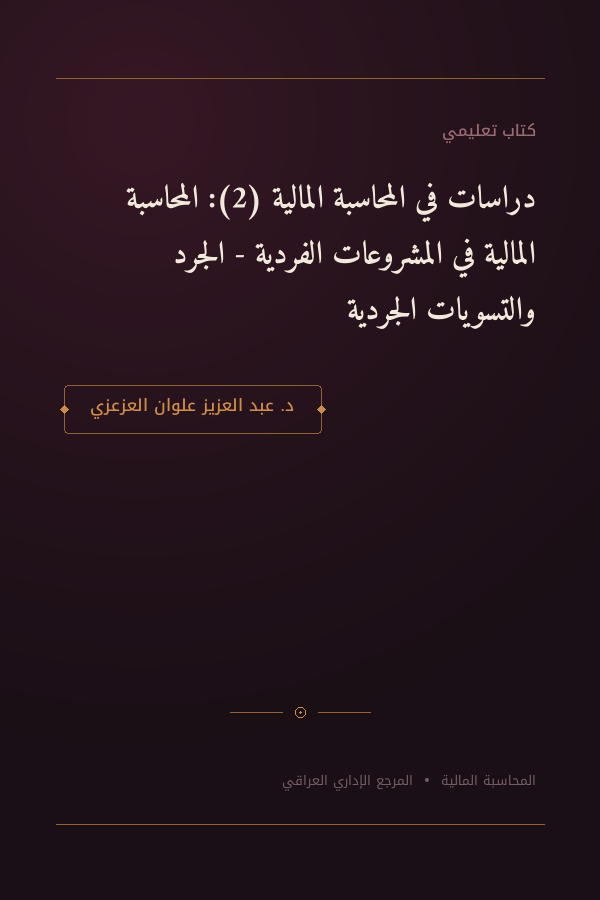 كتاب تعليمي
دراسات في المحاسبة المالية (2): المحاسبة
المالية في المشروعات الفردية - الجرد
والتسويات الجردية
د. عبد العزيز علوان العزعزي
المحاسبة المالية • المرجع الإداري العراقي